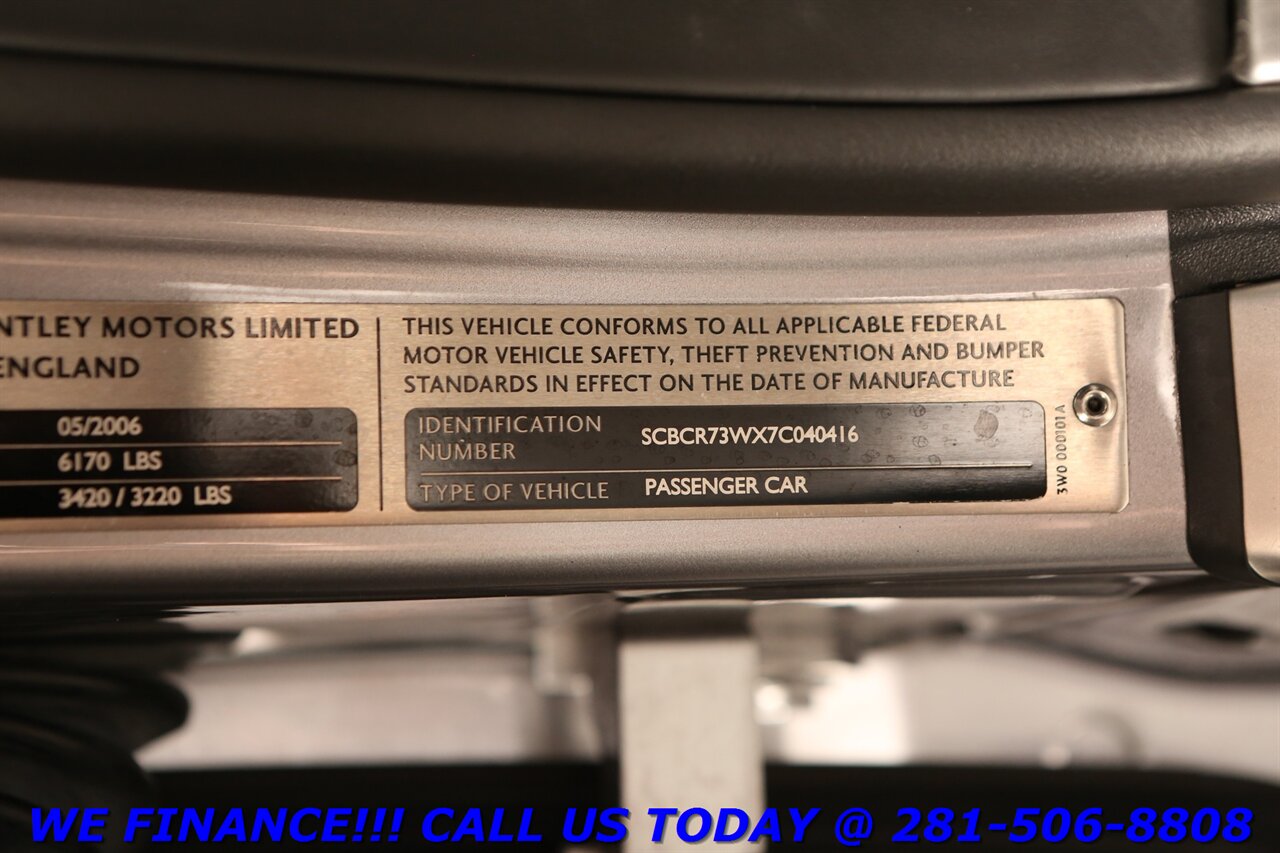 NTLEY MOTORS LIMITED
ENGLAND
05/2006
6170 LBS
3420 / 3220 LBS
THIS VEHICLE CONFORMS TO ALL APPLICABLE FEDERAL
MOTOR VEHICLE SAFETY, THEFT PREVENTION AND BUMPER
STANDARDS IN EFFECT ON THE DATE OF MANUFACTURE
IDENTIFICATION
NUMBER
SCBCR73WX7C040416
TYPE OF VEHICLE PASSENGER CAR
3W0 000101A
WE FINANCE!!! CALL US TODAY @ 281-506-8808